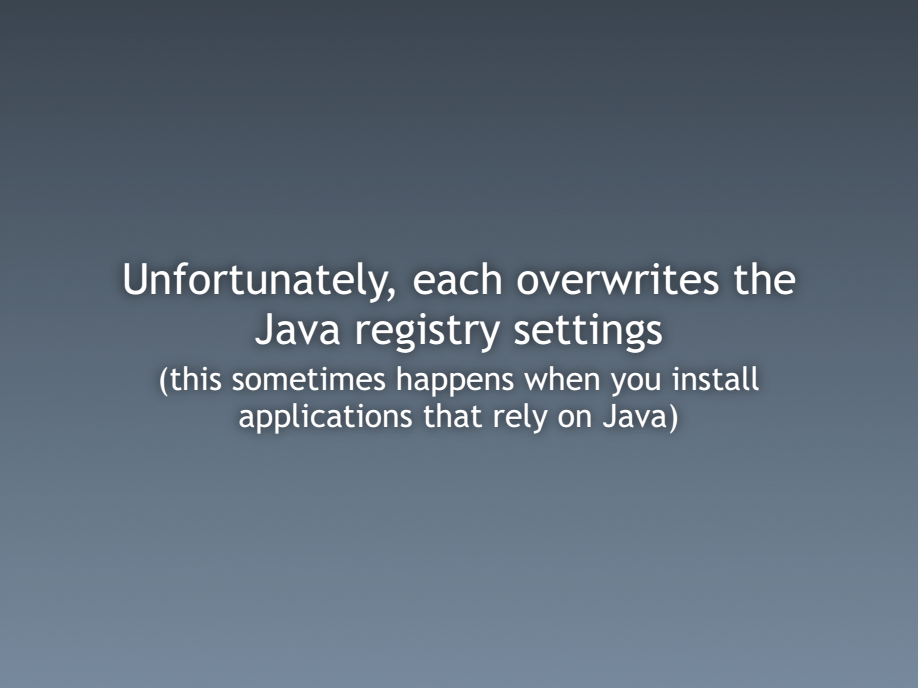 Unfortunately, each overwrites the
Java registry settings
(this sometimes happens when you install
applications that rely on Java)